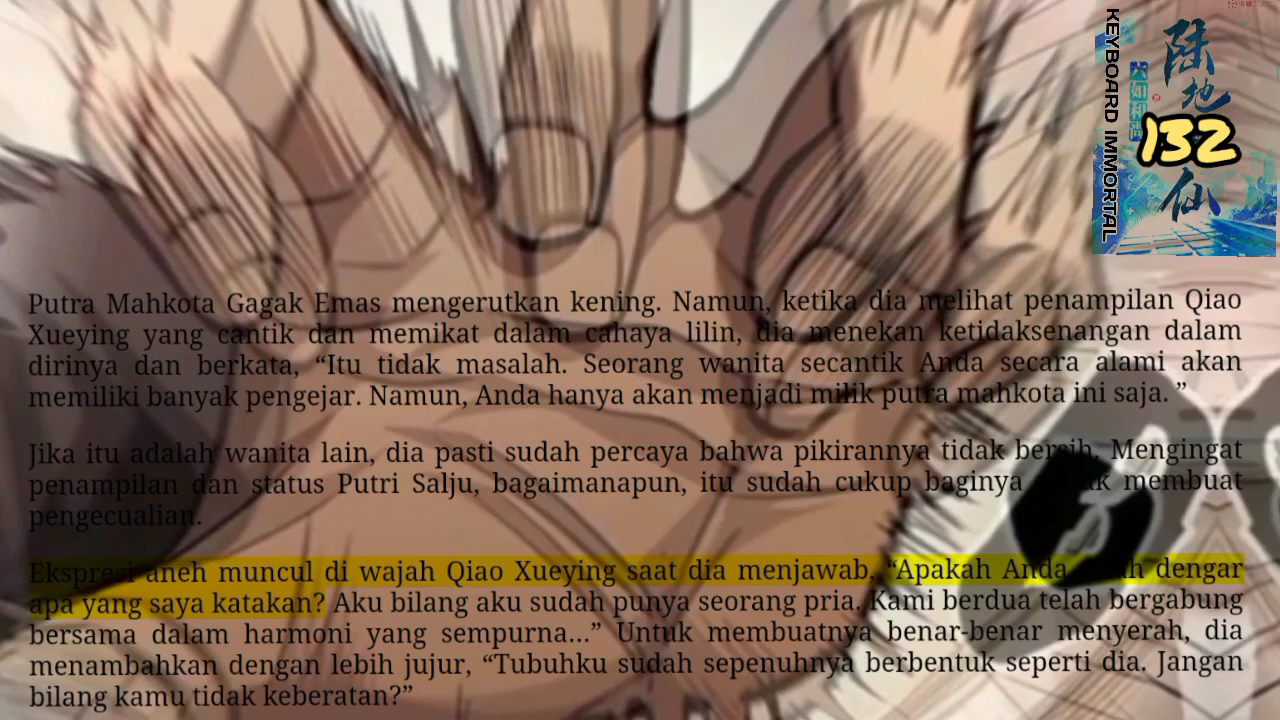 KEYBOARD IMMORTAL
陆地
132
仙
Putra Mahkota Gagak Emas mengerutkan kening. Namun, ketika dia melihat penampilan Qiao
Xueying yang cantik dan memikat dalam cahaya lilin, dia menekan ketidaksenangan dalam
dirinya dan berkata, “Itu tidak masalah. Seorang wanita secantik Anda secara alami akan
memiliki banyak pengejar. Namun, Anda hanya akan menjadi milik putra mahkota ini saja. ”
Jika itu adalah wanita lain, dia pasti sudah percaya bahwa pikirannya tidak bersih. Mengingat
penampilan dan status Putri Salju, bagaimanapun, itu sudah cukup baginya membuat
pengecualian.
Ekspresi aneh muncul di wajah Qiao Xueying saat dia menjawab, “Apakah Anda dengar
apa yang saya katakan? Aku bilang aku sudah punya seorang pria. Kami berdua telah bergabung
bersama dalam harmoni yang sempurna...” Untuk membuatnya benar-benar menyerah, dia
menambahkan dengan lebih jujur, “Tubuhku sudah sepenuhnya berbentuk seperti dia. Jangan
bilang kamu tidak keberatan?”